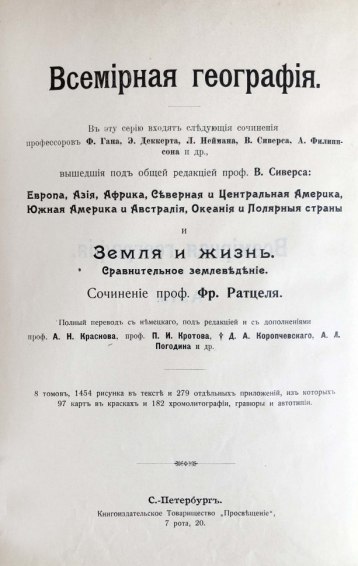 Всемірная географія.
Въ эту серію входятъ слѣдующія сочиненія
профессоровъ Ф. Гана, Э. Деккерта, Л. Неймана, В. Сиверса, А. Филипп-
сона и др.,
вышедшія подъ общей редакціей проф. В. Сиверса:
Европа, Азія, Африка, Сѣверная и Центральная Америка,
Южная Америка и Австралія, Океанія и Полярныя страны
и
Земля и жизнь.
Сравнительное землевѣдѣніе.
Сочиненіе проф. Фр. Ратцеля.
Полный переводъ съ нѣмецкаго, подъ редакціей и съ дополненіями
проф. А. Н. Краснова, проф. П. И. Кротова, † Д. А. Коропчевскаго, А. Л.
Погодина и др.
8 томовъ, 1454 рисунка въ текстѣ и 279 отдѣльныхъ приложеній, изъ которыхъ
97 картъ въ краскахъ и 182 хромолитографіи, гравюры и автотипіи.
С.-Петербургъ.
Книгоиздательское Товарищество „Просвѣщеніе",
7 рота, 20.